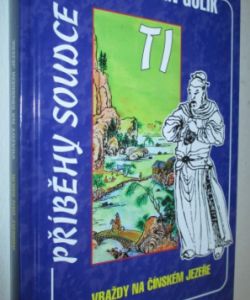 GULIK
PŘÍBĚHY SOUDCE
TI
VRAŽDY NA ČÍNSKÉM JEZEŘE